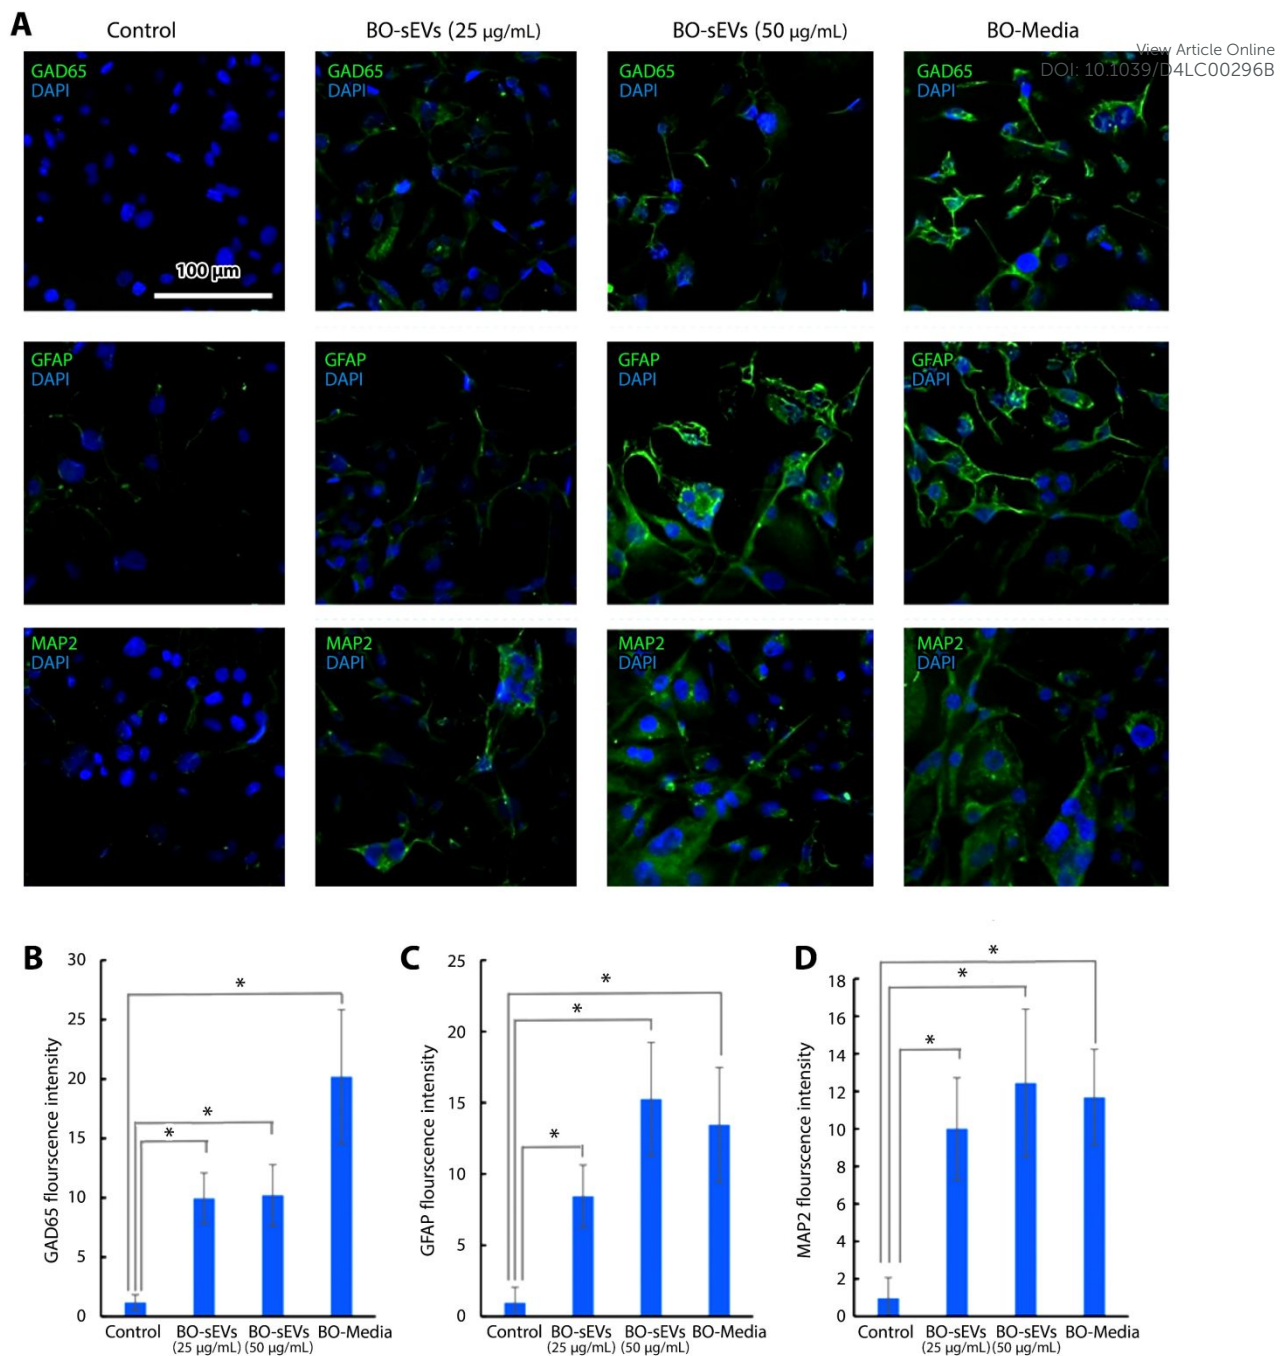 A
Control
BO-sEVs (25 µg/mL)
BO-sEVs (50 µg/mL)
BO-Media
View Article Online
DOI: 10.1039/D4LC00296B
GAD65
DAPI
100 µm
GAD65
DAPI
GAD65
DAPI
GAD65
DAPI
GFAP
DAPI
GFAP
DAPI
GFAP
DAPI
GFAP
DAPI
MAP2
DAPI
MAP2
DAPI
MAP2
DAPI
MAP2
DAPI
B
GAD65 flourscence intensity
30
25
20
15
10
5
0
*
*
*
Control
BO-sEVs
(25 µg/mL)
BO-sEVs
(50 µg/mL)
BO-Media
C
GFAP flourscence intensity
25
20
15
10
5
0
*
*
*
Control
BO-sEVs
(25 µg/mL)
BO-sEVs
(50 µg/mL)
BO-Media
D
MAP2 flourscence intensity
18
16
14
12
10
8
6
4
2
0
*
*
*
Control
BO-sEVs
(25 µg/mL)
BO-sEVs
(50 µg/mL)
BO-Media